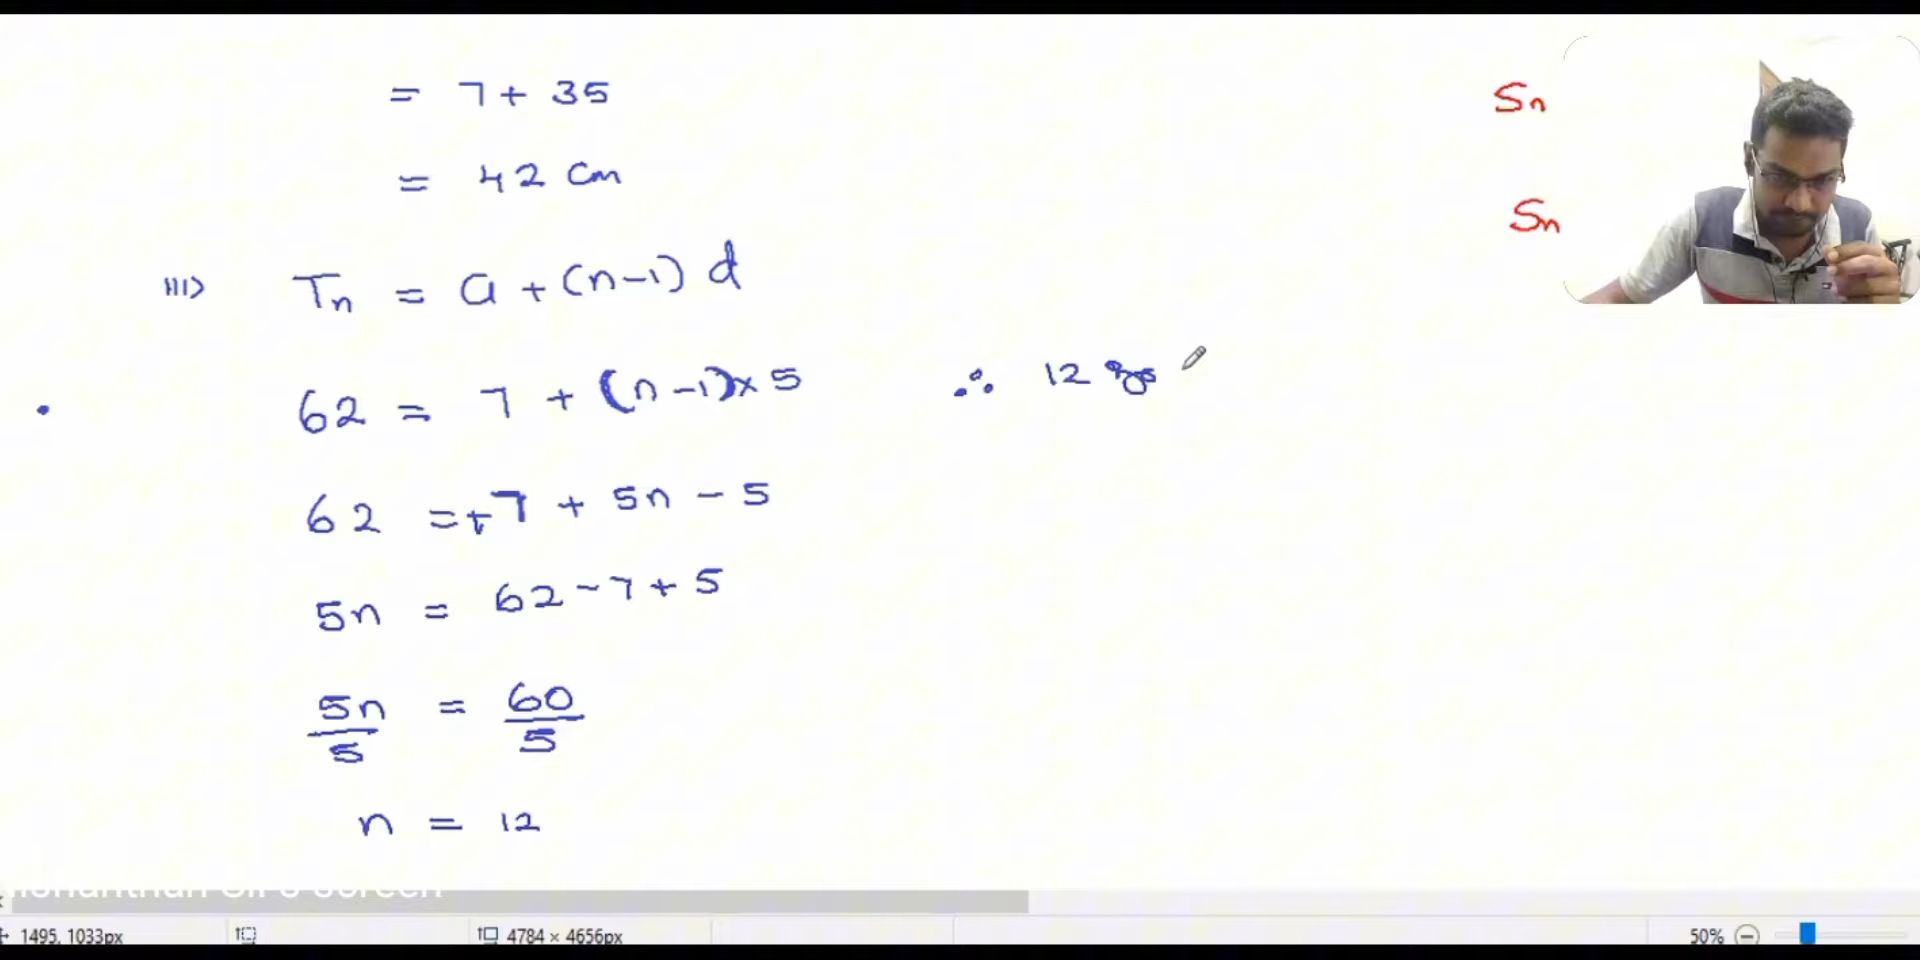 = 7 + 35
= 42 cm
Sn
Sn
III) Tn = a + (n-1) d
62 = 7 + (n-1) x 5
∴ 12
62 = +7 + 5n - 5
5n = 62 - 7 + 5
5n/5 = 60/5
n = 12
screen
1495, 1033px
4784 × 4656px
50%